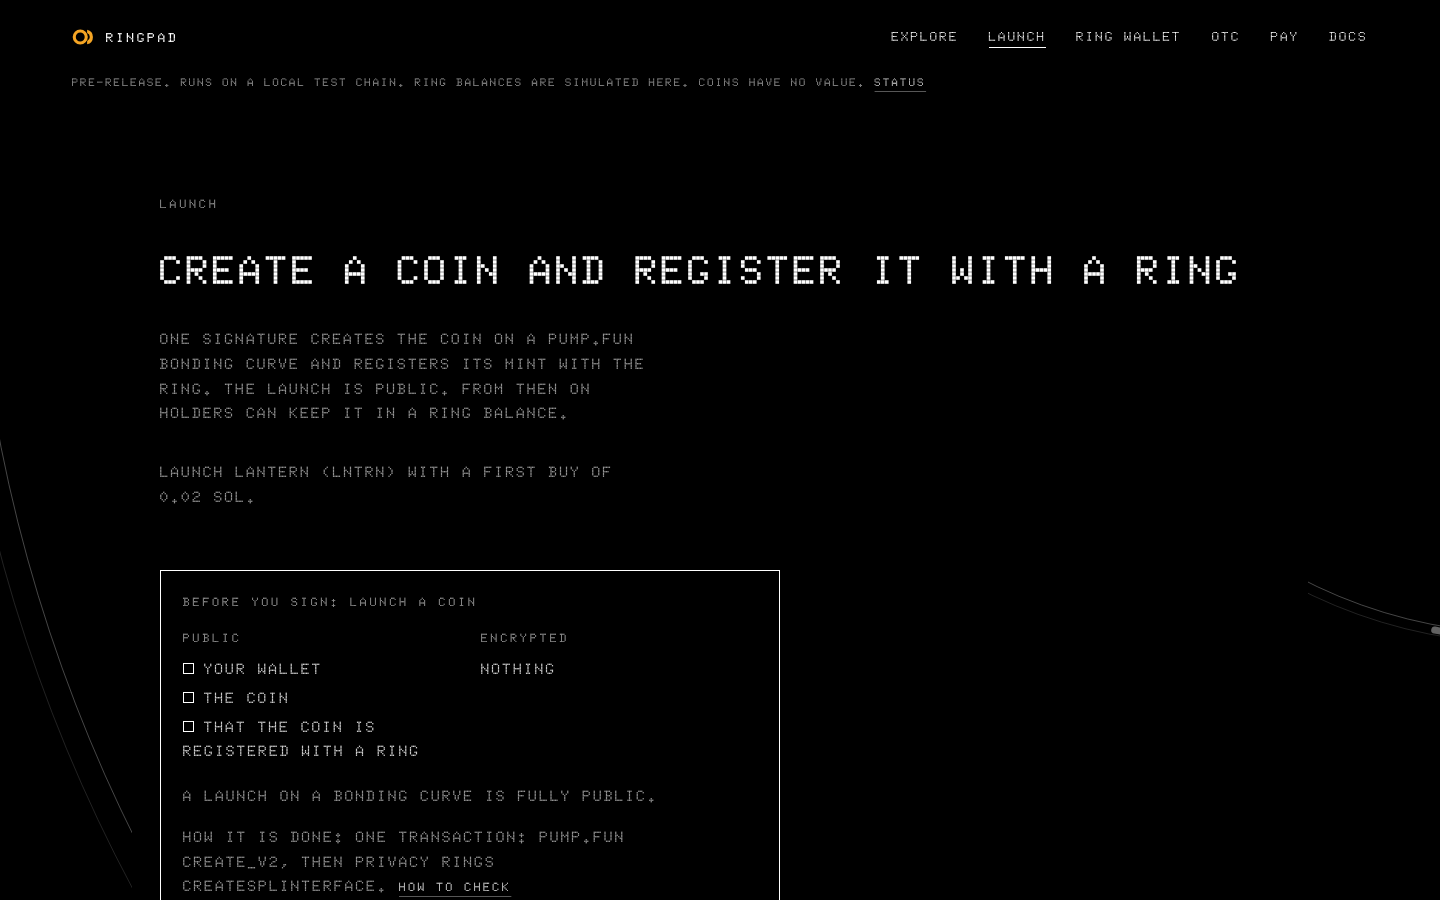 RINGPAD
EXPLORE LAUNCH RING WALLET OTC PAY DOCS
PRE-RELEASE. RUNS ON A LOCAL TEST CHAIN. RING BALANCES ARE SIMULATED HERE. COINS HAVE NO VALUE. STATUS
LAUNCH
CREATE A COIN AND REGISTER IT WITH A RING
ONE SIGNATURE CREATES THE COIN ON A PUMP.FUN
BONDING CURVE AND REGISTERS ITS MINT WITH THE
RING. THE LAUNCH IS PUBLIC. FROM THEN ON
HOLDERS CAN KEEP IT IN A RING BALANCE.
LAUNCH LANTERN (LNTRN) WITH A FIRST BUY OF
0.02 SOL.
BEFORE YOU SIGN: LAUNCH A COIN
PUBLIC
YOUR WALLET
THE COIN
THAT THE COIN IS
REGISTERED WITH A RING
ENCRYPTED
NOTHING
A LAUNCH ON A BONDING CURVE IS FULLY PUBLIC.
HOW IT IS DONE: ONE TRANSACTION: PUMP.FUN
CREATE_V2, THEN PRIVACY RINGS
CREATESPLINTERFACE. HOW TO CHECK